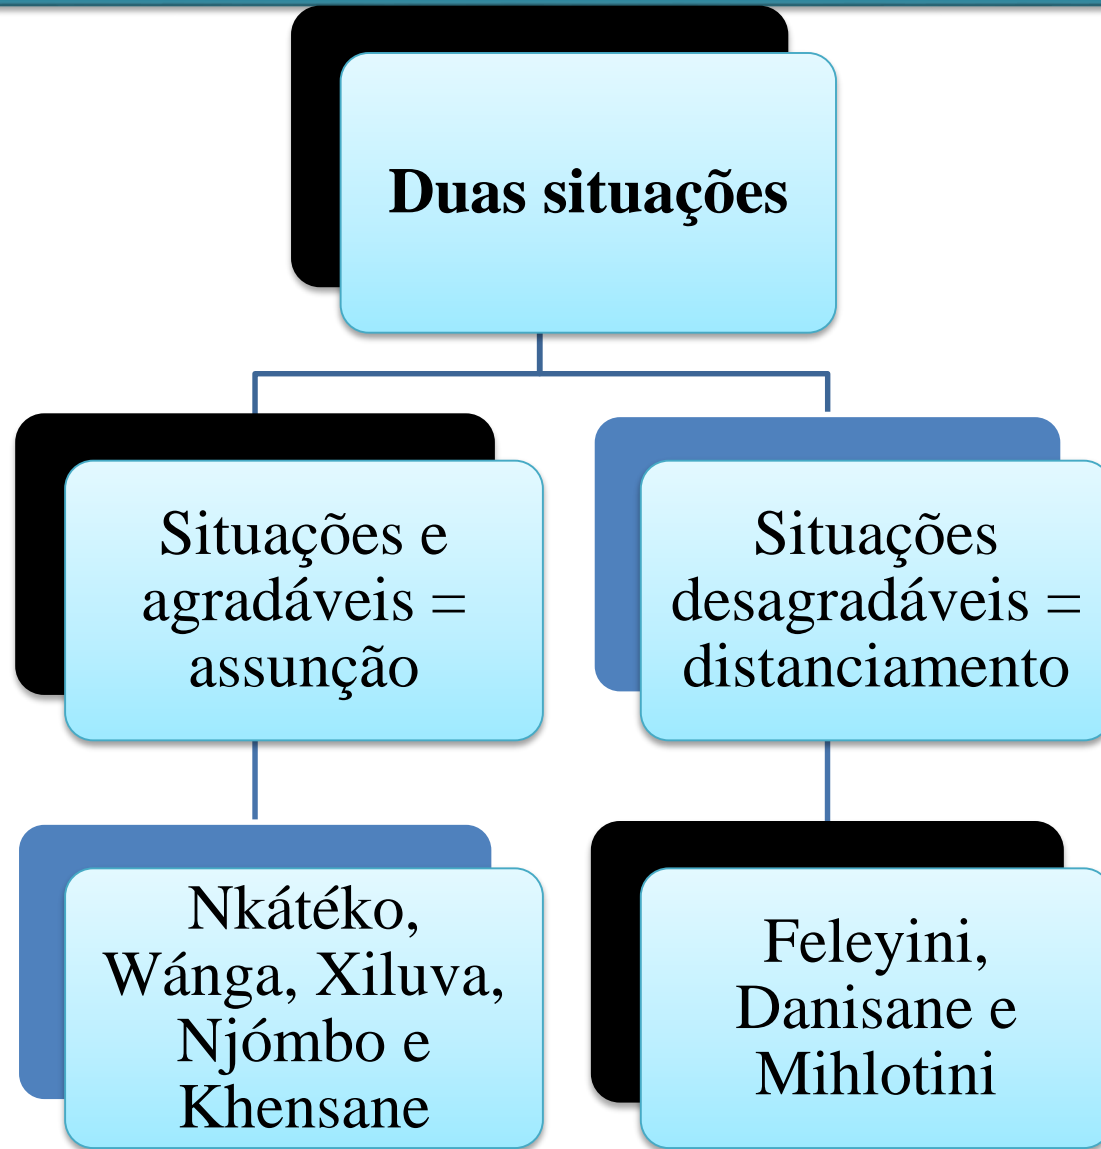 Duas situações
Situações e
agradáveis =
assunção
Situações
desagradáveis =
distanciamento
Nkátéko,
Wánga, Xiluva,
Njómbo e
Khensane
Feleyini,
Danisane e
Mihlotini